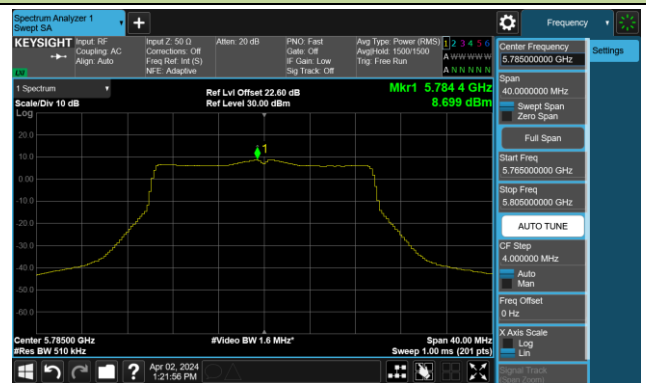 Spectrum Analyzer 1
Swept SA
+
Frequency
KEYSIGHT
Input: RF
Coupling: AC
Align: Auto
Input Z: 50 Ω
Corrections: Off
Freq Ref: Int (S)
NFE: Adaptive
Atten: 20 dB
PNO: Fast
Gate: Off
IF Gain: Low
Sig Track: Off
Avg Type: Power (RMS)
Avg|Hold: 1500/1500
Trig: Free Run
1 2 3 4 5 6
A W W W W W
A N N N N N
Center Frequency
5.785000000 GHz
Settings
Span
40.0000000 MHz
Swept Span
Zero Span
Full Span
Start Freq
5.765000000 GHz
Stop Freq
5.805000000 GHz
AUTO TUNE
CF Step
4.000000 MHz
Auto
Man
Freq Offset
0 Hz
X Axis Scale
Log
Lin
Signal Track
(Span Zoom)
LXI
1 Spectrum
Scale/Div 10 dB
Log
Ref Lvl Offset 22.60 dB
Ref Level 30.00 dBm
Mkr1 5.784 4 GHz
8.699 dBm
1
20.0
10.0
0.00
-10.0
-20.0
-30.0
-40.0
-50.0
-60.0
Center 5.78500 GHz
#Res BW 510 kHz
#Video BW 1.6 MHz*
Span 40.00 MHz
Sweep 1.00 ms (201 pts)
?
Apr 02, 2024
1:21:56 PM